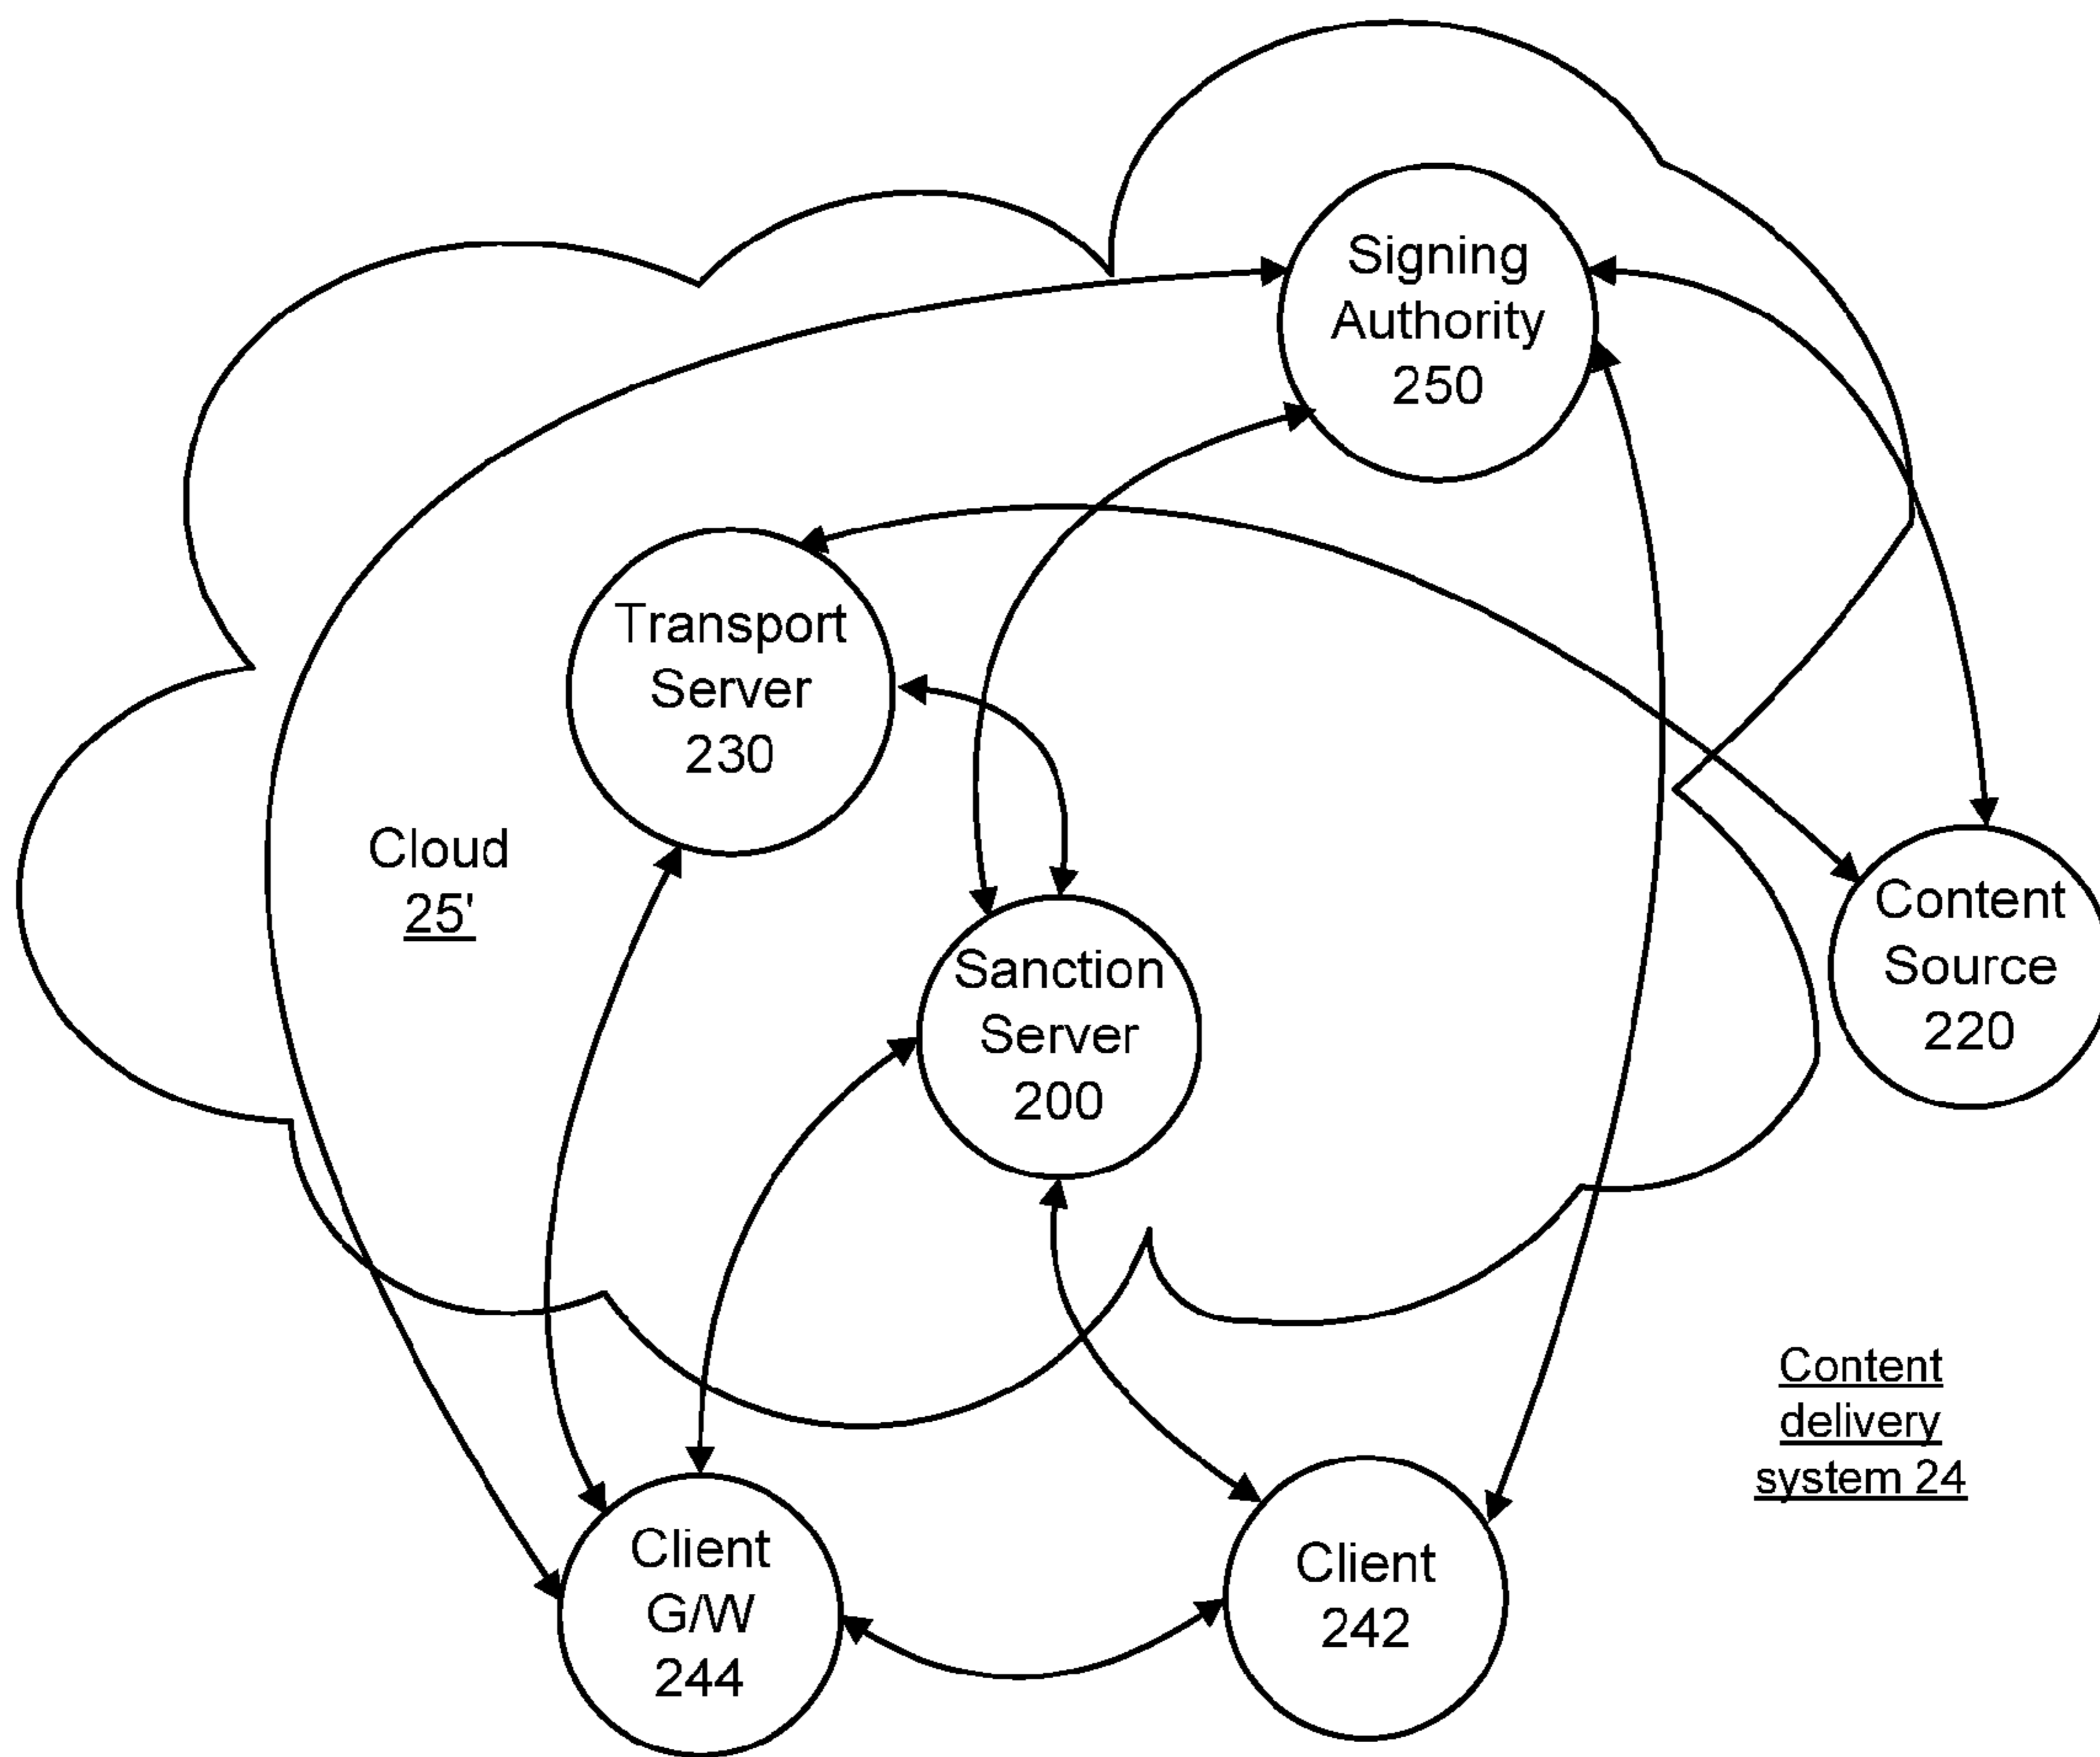 Signing
Authority
250
Transport
Server
230
Cloud
25'
Content
Source
220
Sanction
Server
200
Content
delivery
system 24
Client
G/W
244
Client
242